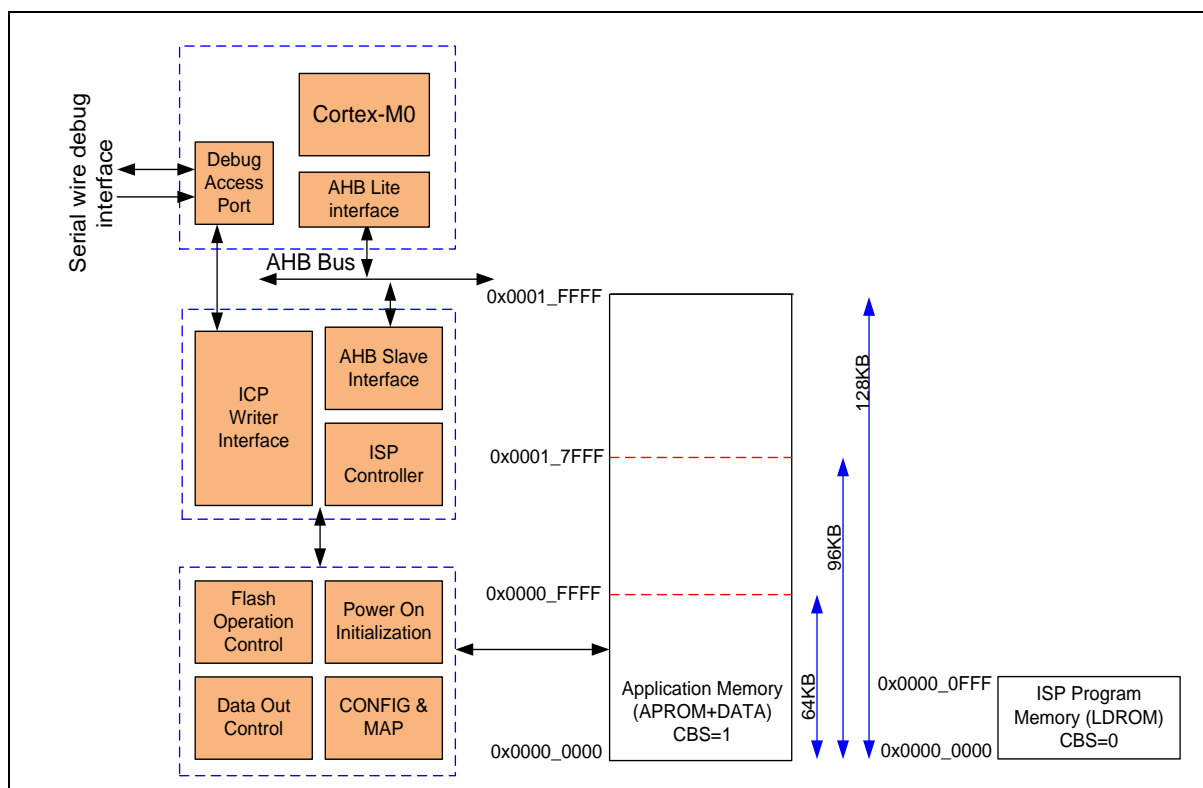 Cortex-M0
Serial wire debug
interface
Debug
Access
Port
AHB Lite
interface
AHB Bus
ICP
Writer
Interface
AHB Slave
Interface
ISP
Controller
Flash
Operation
Control
Power On
Initialization
Data Out
Control
CONFIG &
MAP
0x0001_FFFF
0x0001_7FFF
0x0000_FFFF
0x0000_0000
Application Memory
(APROM+DATA)
CBS=1
64KB
96KB
128KB
0x0000_0FFF
0x0000_0000
ISP Program
Memory (LDROM)
CBS=0